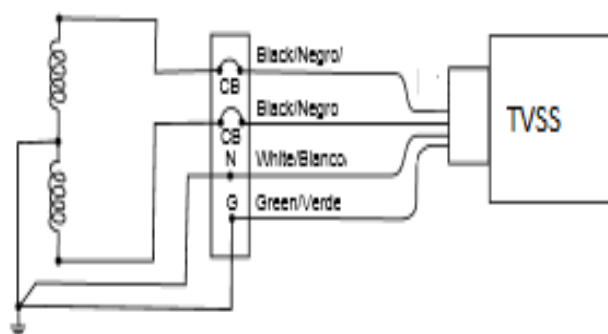 Black/Negro/
CB
Black/Negro
CB
N
White/Blanco
G
Green/Verde
TVSS